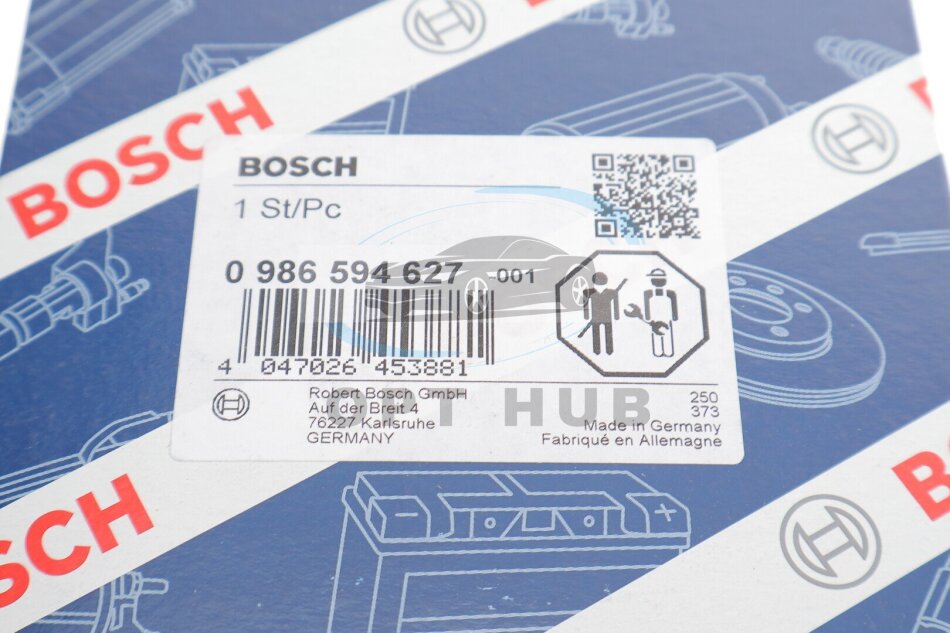 BOSCH
BOSCH
1 St/Pc
0 986 594 627 -001
4 047026 453881
Robert Bosch GmbH
Auf der Breit 4
76227 Karlsruhe
GERMANY
250
373
Made in Germany
Fabriqué en Allemagne
HUB
SCH
B